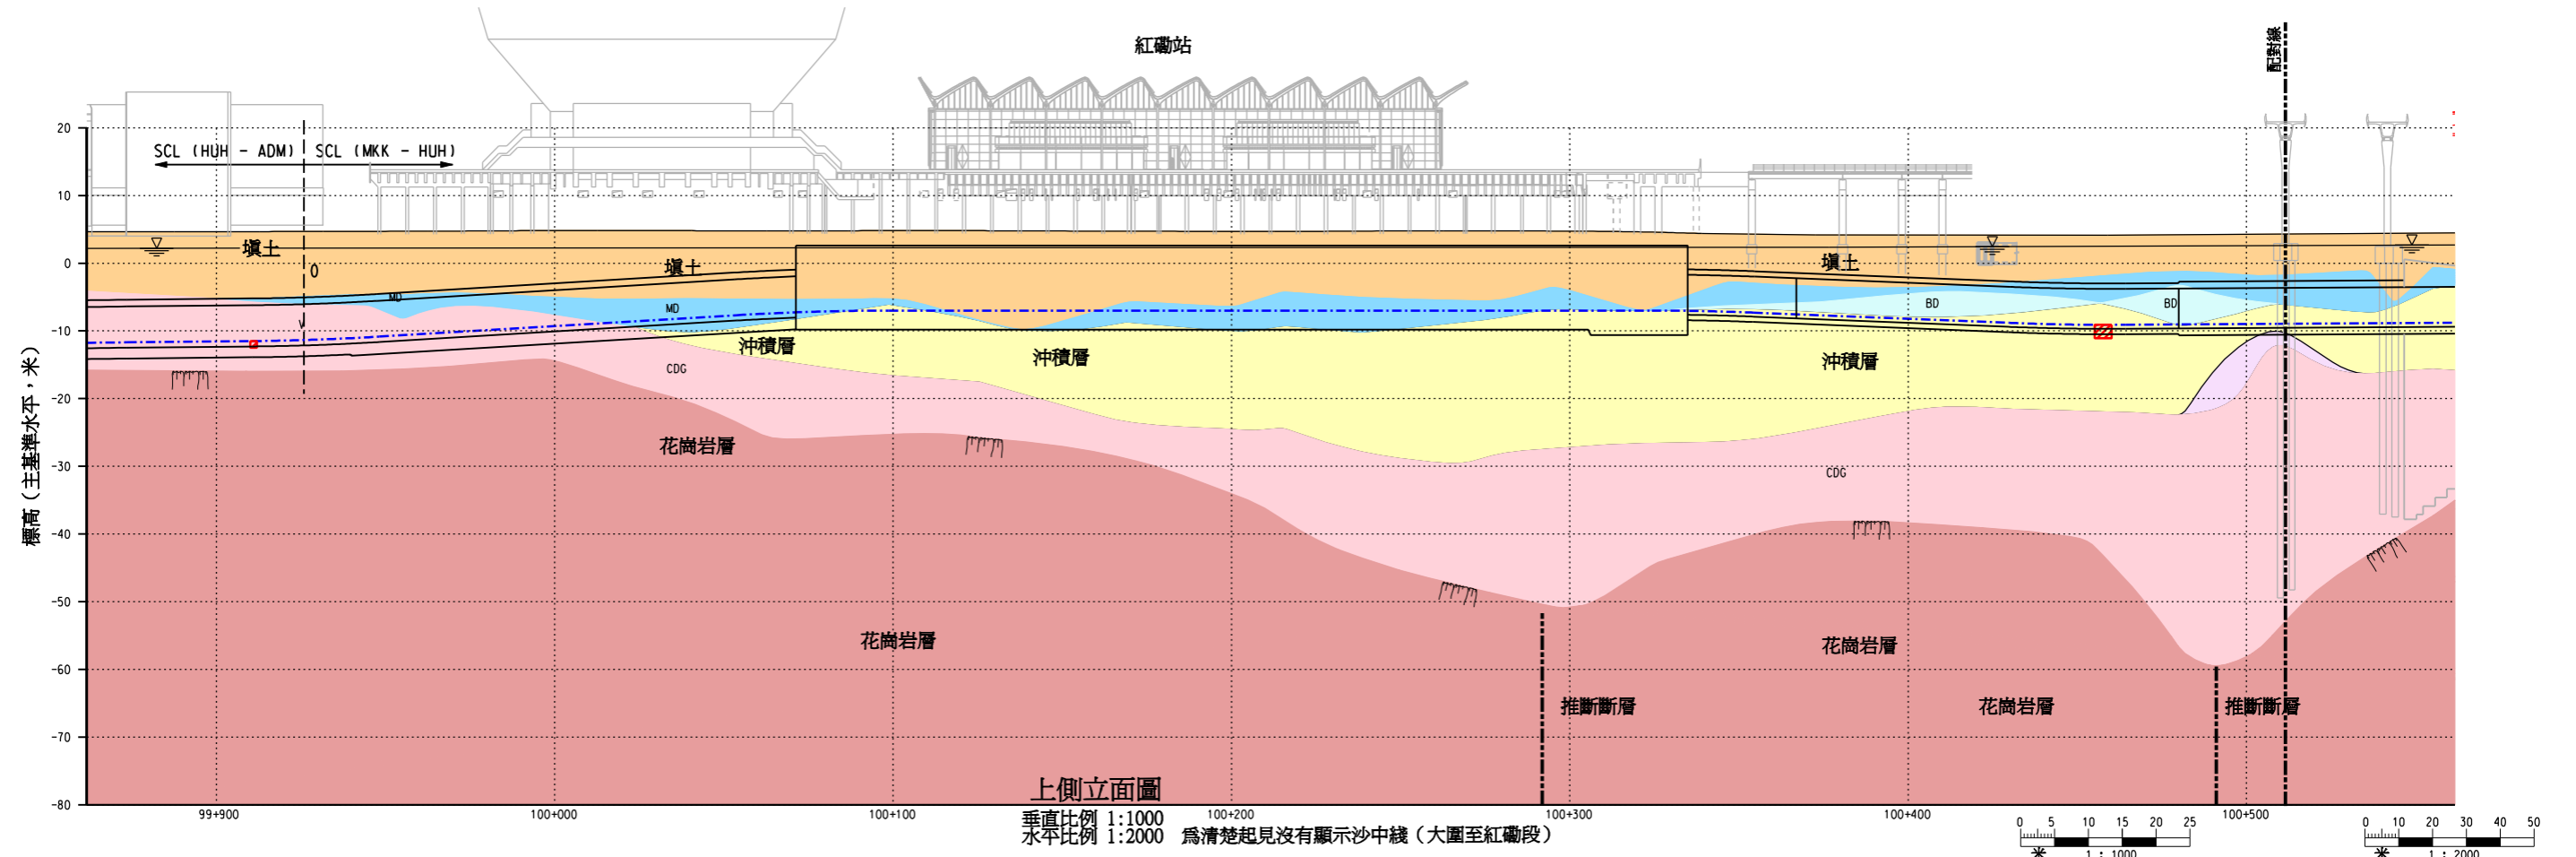 紅磡站
配對線
20
SCL (HUH - ADM)
SCL (MKK - HUH)
10
填土
填土
填土
0
0
MD
V
MD
BD
BD
-10
沖積層
沖積層
沖積層
CDG
-20
花崗岩層
CDG
-30
-40
標高（主基準水平，米）
-50
花崗岩層
花崗岩層
-60
推斷斷層
花崗岩層
推斷斷層
-70
上側立面圖
-80
99+900
100+000
100+100
100+200
100+300
100+400
100+500
垂直比例 1:1000
水平比例 1:2000 爲清楚起見沒有顯示沙中綫（大圍至紅磡段）
0 5 10 15 20 25
1 : 1000
0 10 20 30 40 50
1 : 2000